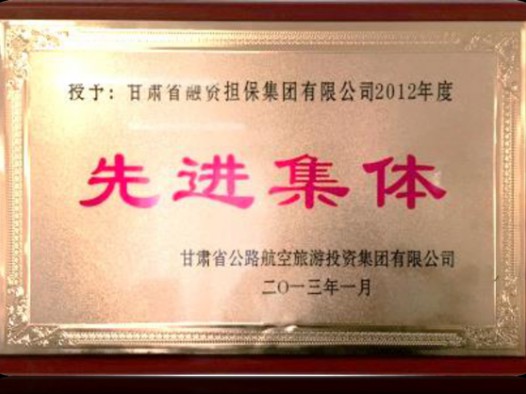 授予：甘肃省融资担保集团有限公司2012年度
先进集体
甘肃省公路航空旅游投资集团有限公司
二〇一三年一月